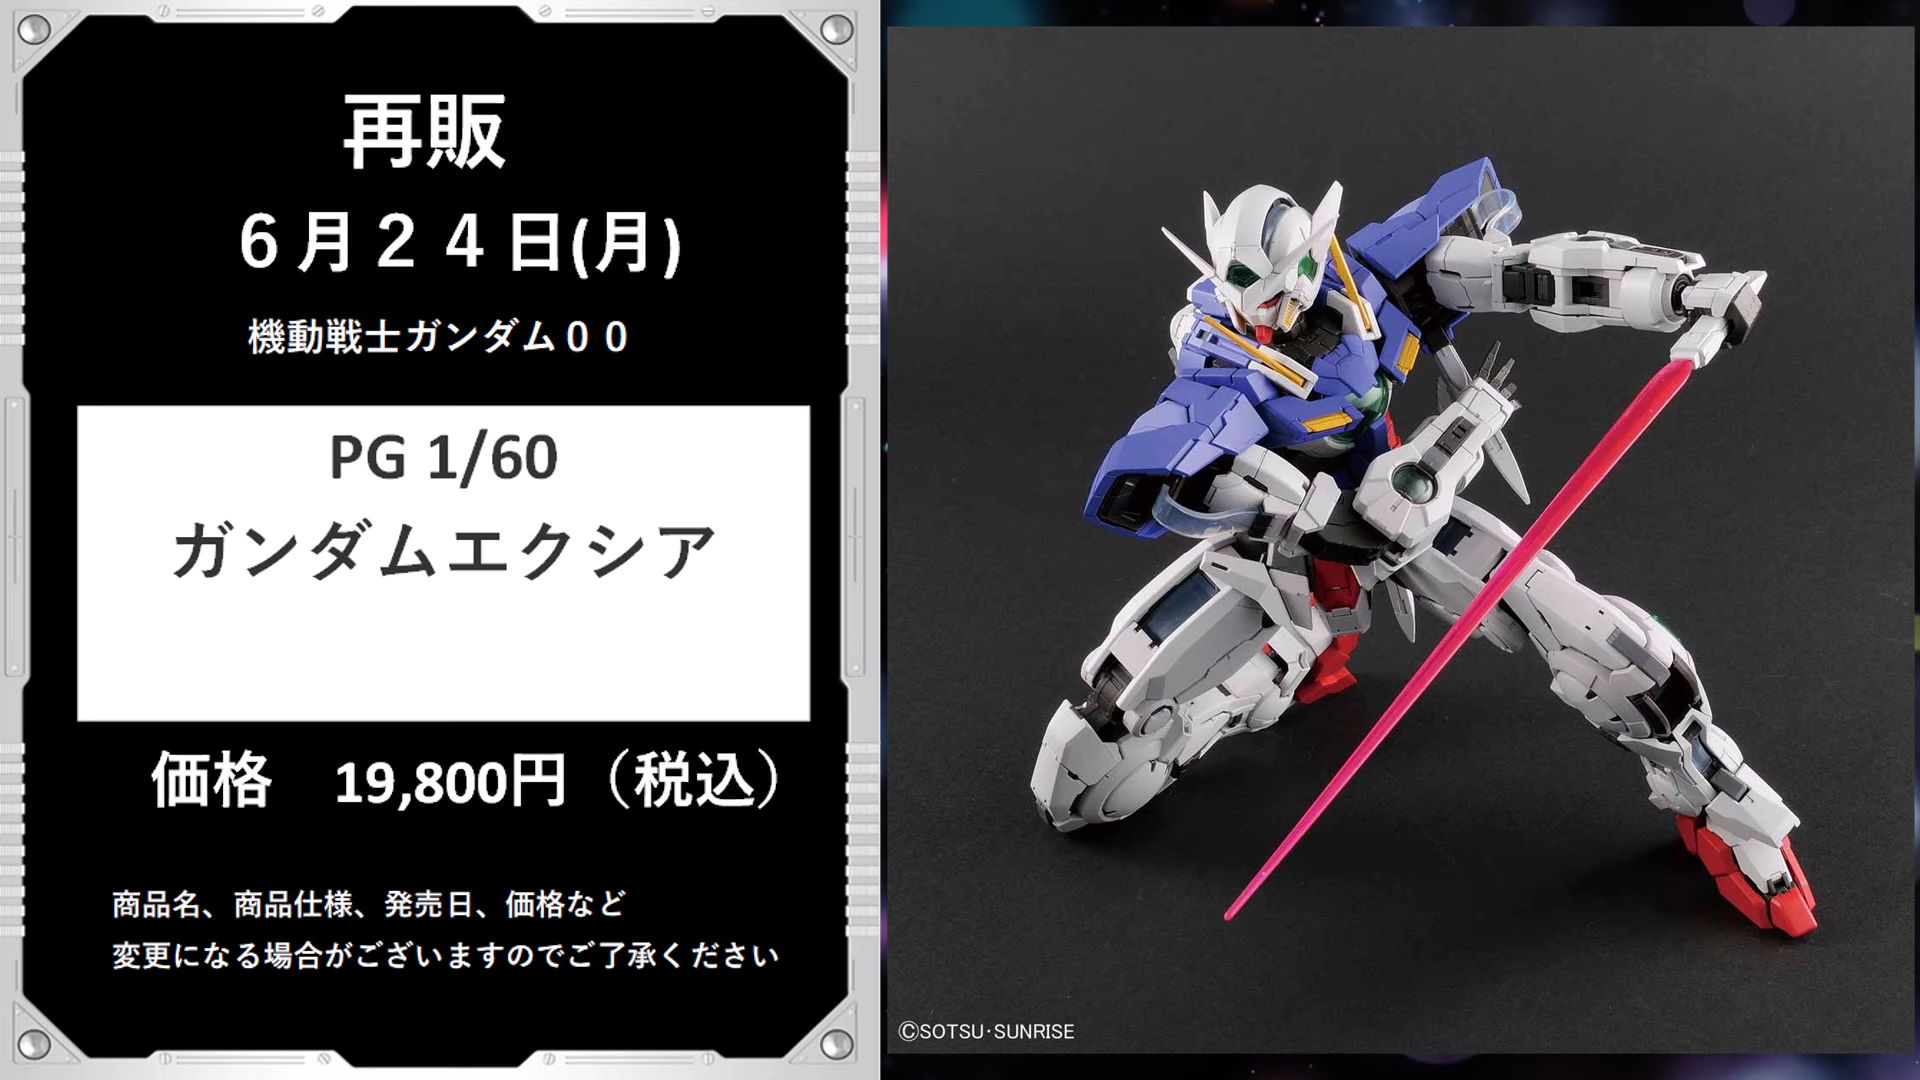 再販
６月２４日(月)
機動戦士ガンダム００
PG 1/60
ガンダムエクシア
価格　19,800円（税込）
商品名、商品仕様、発売日、価格など
変更になる場合がございますのでご了承ください
©SOTSU･SUNRISE